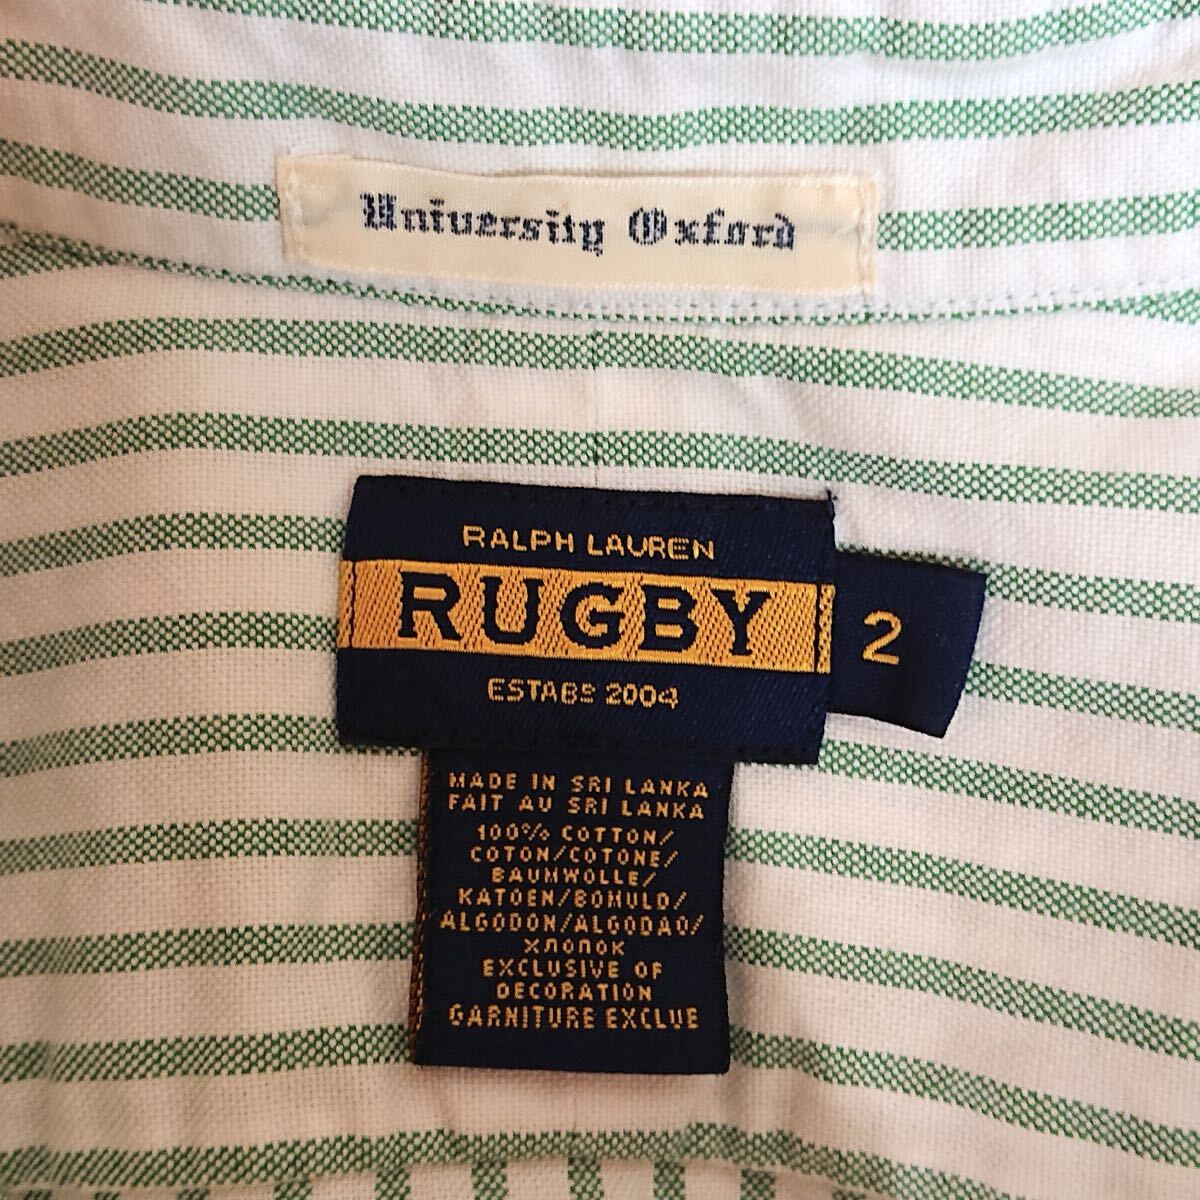 University Oxford
RALPH LAUREN
RUGBY
2
ESTABS 2004
MADE IN SRI LANKA
FAIT AU SRI LANKA
100% COTTON/
COTON/COTONE/
BAUMWOLLE/
KATOEN/BOMULD/
ALGODON/ALGODAO/
хлопок
EXCLUSIVE OF
DECORATION
GARNITURE EXCLUE